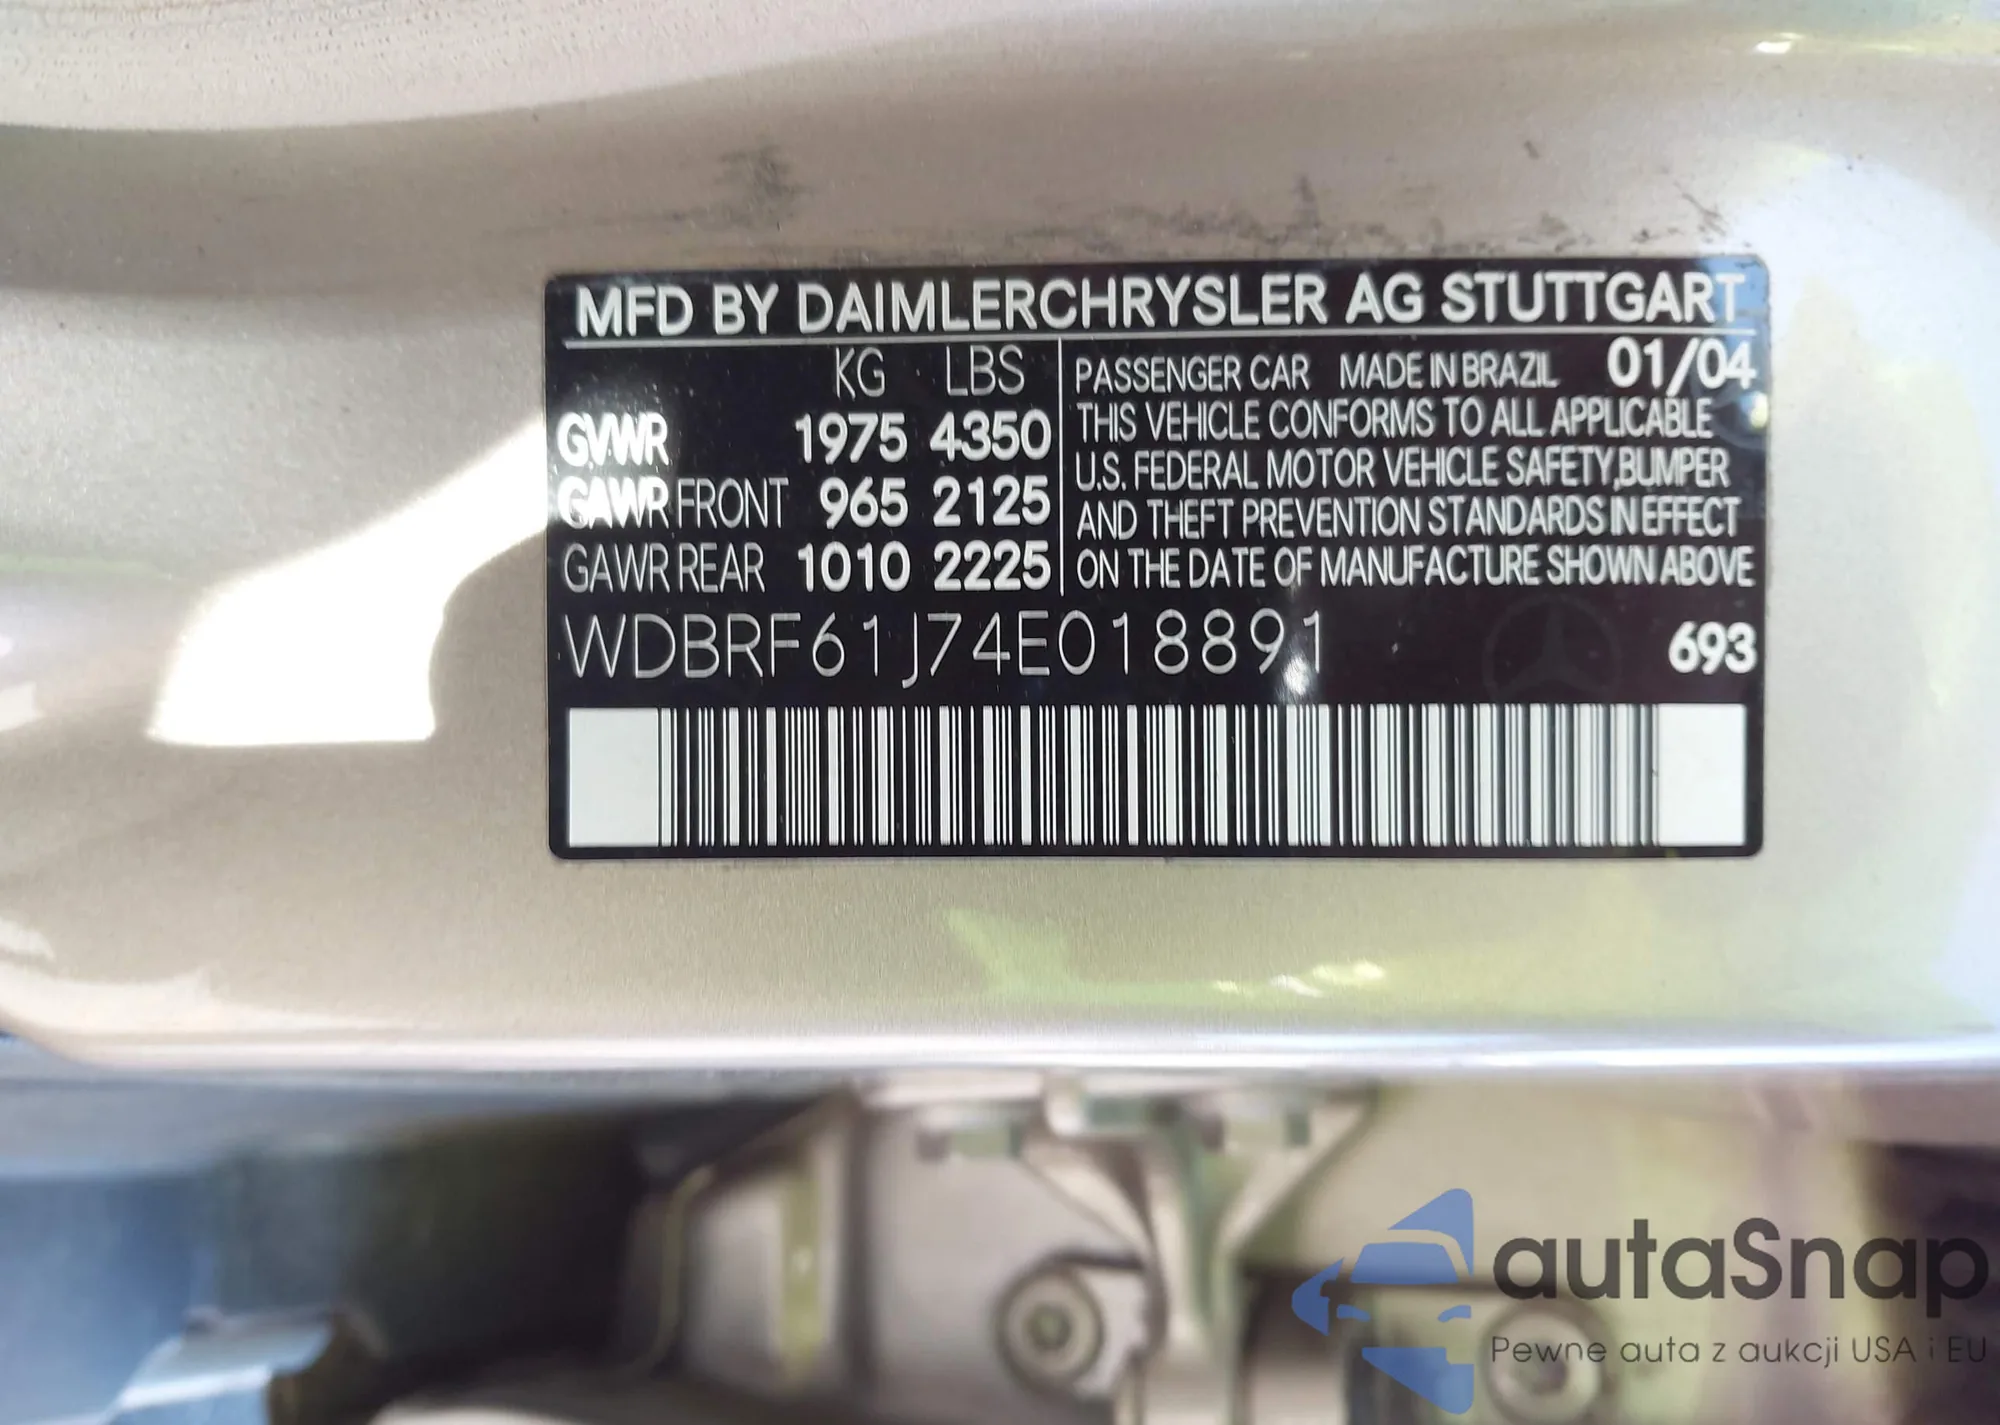 MFD BY DAIMLERCHRYSLER AG STUTTGART
KG LBS
GVWR 1975 4350
GAWR FRONT 965 2125
GAWR REAR 1010 2225
PASSENGER CAR MADE IN BRAZIL 01/04
THIS VEHICLE CONFORMS TO ALL APPLICABLE
U.S. FEDERAL MOTOR VEHICLE SAFETY,BUMPER
AND THEFT PREVENTION STANDARDS IN EFFECT
ON THE DATE OF MANUFACTURE SHOWN ABOVE
WDBRF61J74E018891 693
autaSnap
Pewne auta z aukcji USA i EU